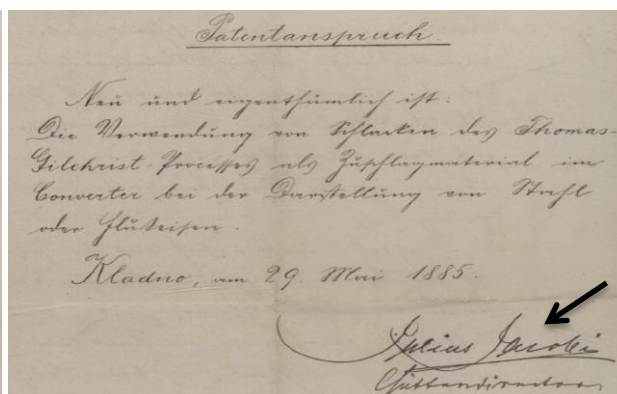 Patentanspruch.
Neu und eigenthümlich ist:
Die Verwendung von Schlacken des Thomas-
Gilchrist-Processes als Zuschlagmaterial im
Converter bei der Darstellung von Stahl
oder Flußeisen.
Kladno, am 29. Mai 1885.
Julius Jacobi
Hüttendirector